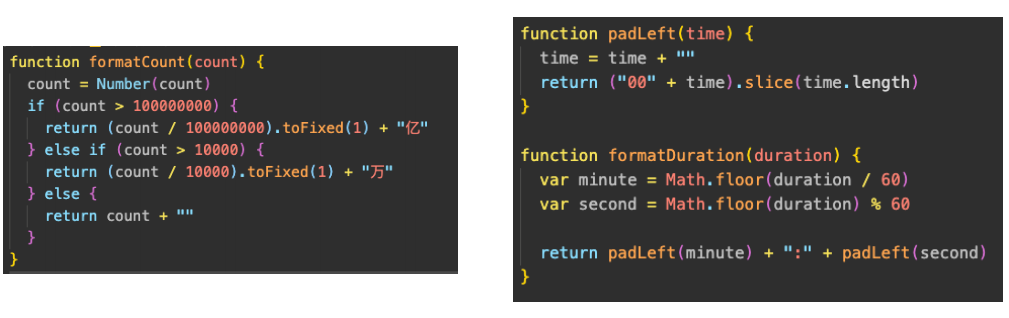 function formatCount(count) {
  count = Number(count)
  if (count > 100000000) {
    return (count / 100000000).toFixed(1) + "亿"
  } else if (count > 10000) {
    return (count / 10000).toFixed(1) + "万"
  } else {
    return count + ""
  }
}
function padLeft(time) {
  time = time + ""
  return ("00" + time).slice(time.length)
}

function formatDuration(duration) {
  var minute = Math.floor(duration / 60)
  var second = Math.floor(duration) % 60

  return padLeft(minute) + ":" + padLeft(second)
}